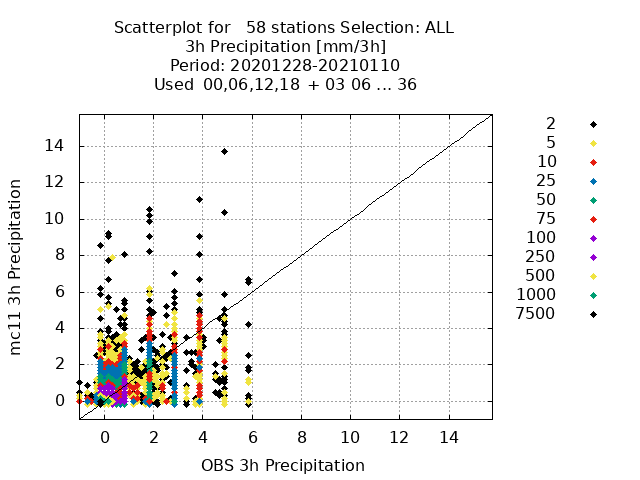 Scatterplot for   58 stations Selection: ALL
3h Precipitation [mm/3h]
Period: 20201228-20210110
Used  00,06,12,18 + 03 06 ... 36
mc11 3h Precipitation
14
12
10
8
6
4
2
0
0 2 4 6 8 10 12 14
OBS 3h Precipitation
2
5
10
25
50
75
100
250
500
1000
7500